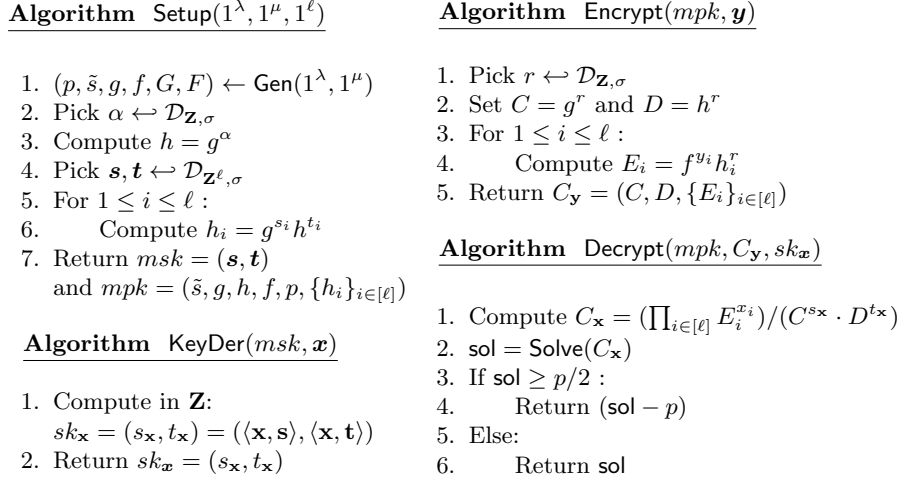 Algorithm Setup(1^λ, 1^μ, 1^ℓ)
1. (p, s̃, g, f, G, F) ← Gen(1^λ, 1^μ)
2. Pick α ↩ D_{Z,σ}
3. Compute h = g^α
4. Pick s, t ↩ D_{Z^ℓ,σ}
5. For 1 ≤ i ≤ ℓ :
6. Compute h_i = g^{s_i} h^{t_i}
7. Return msk = (s, t)
and mpk = (s̃, g, h, f, p, {h_i}_{i∈[ℓ]})
Algorithm KeyDer(msk, x)
1. Compute in Z:
sk_x = (s_x, t_x) = (⟨x, s⟩, ⟨x, t⟩)
2. Return sk_x = (s_x, t_x)
Algorithm Encrypt(mpk, y)
1. Pick r ↩ D_{Z,σ}
2. Set C = g^r and D = h^r
3. For 1 ≤ i ≤ ℓ :
4. Compute E_i = f^{y_i} h_i^r
5. Return C_y = (C, D, {E_i}_{i∈[ℓ]})
Algorithm Decrypt(mpk, C_y, sk_x)
1. Compute C_x = (∏_{i∈[ℓ]} E_i^{x_i})/(C^{s_x} · D^{t_x})
2. sol = Solve(C_x)
3. If sol ≥ p/2 :
4. Return (sol − p)
5. Else:
6. Return sol